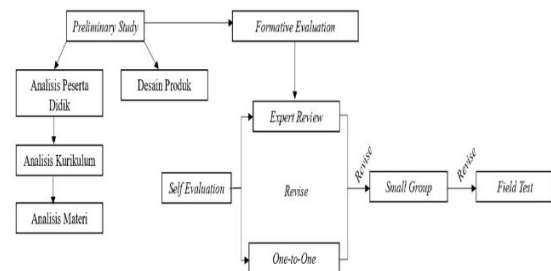 Preliminary Study
Formative Evaluation
Analisis Peserta
Didik
Desain Produk
Expert Review
Analisis Kurikulum
Revise
Revise
Self Evaluation
Revise
Small Group
Field Test
Analisis Materi
One-to-One